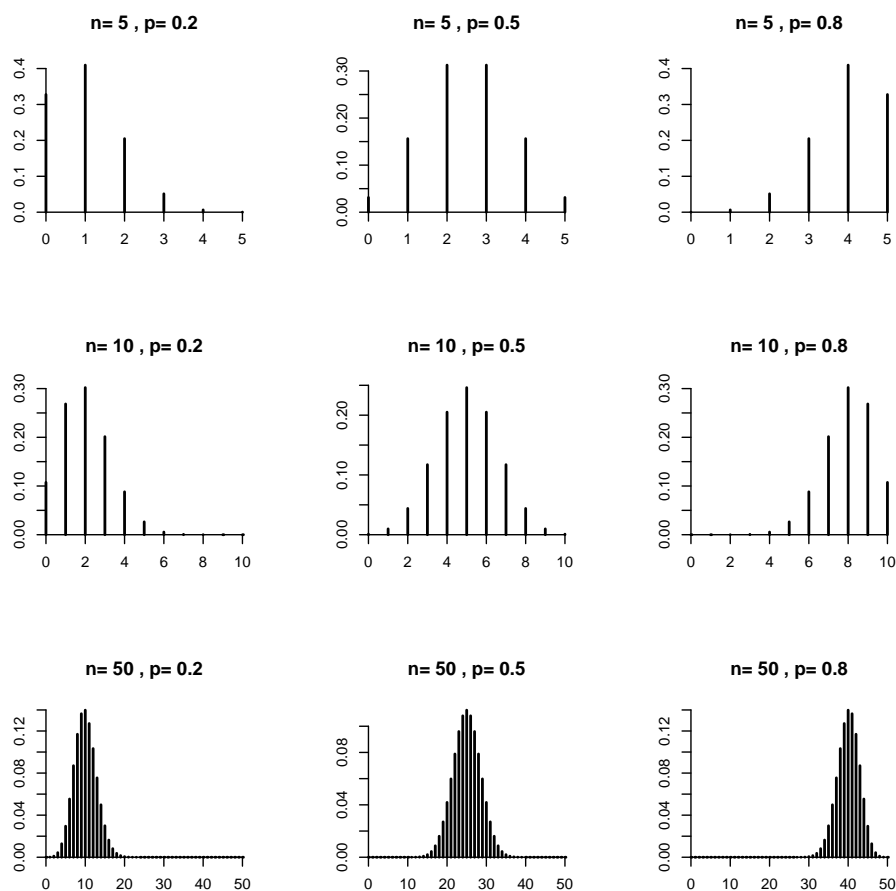 n= 5 , p= 0.2
n= 5 , p= 0.5
n= 5 , p= 0.8
0.0 0.1 0.2 0.3 0.4
0 1 2 3 4 5
0.00 0.10 0.20 0.30
0 1 2 3 4 5
0.0 0.1 0.2 0.3 0.4
0 1 2 3 4 5
n= 10 , p= 0.2
n= 10 , p= 0.5
n= 10 , p= 0.8
0.00 0.10 0.20 0.30
0 2 4 6 8 10
0.00 0.10 0.20
0 2 4 6 8 10
0.00 0.10 0.20 0.30
0 2 4 6 8 10
n= 50 , p= 0.2
n= 50 , p= 0.5
n= 50 , p= 0.8
0.00 0.04 0.08 0.12
0 10 20 30 40 50
0.00 0.04 0.08
0 10 20 30 40 50
0.00 0.04 0.08 0.12
0 10 20 30 40 50